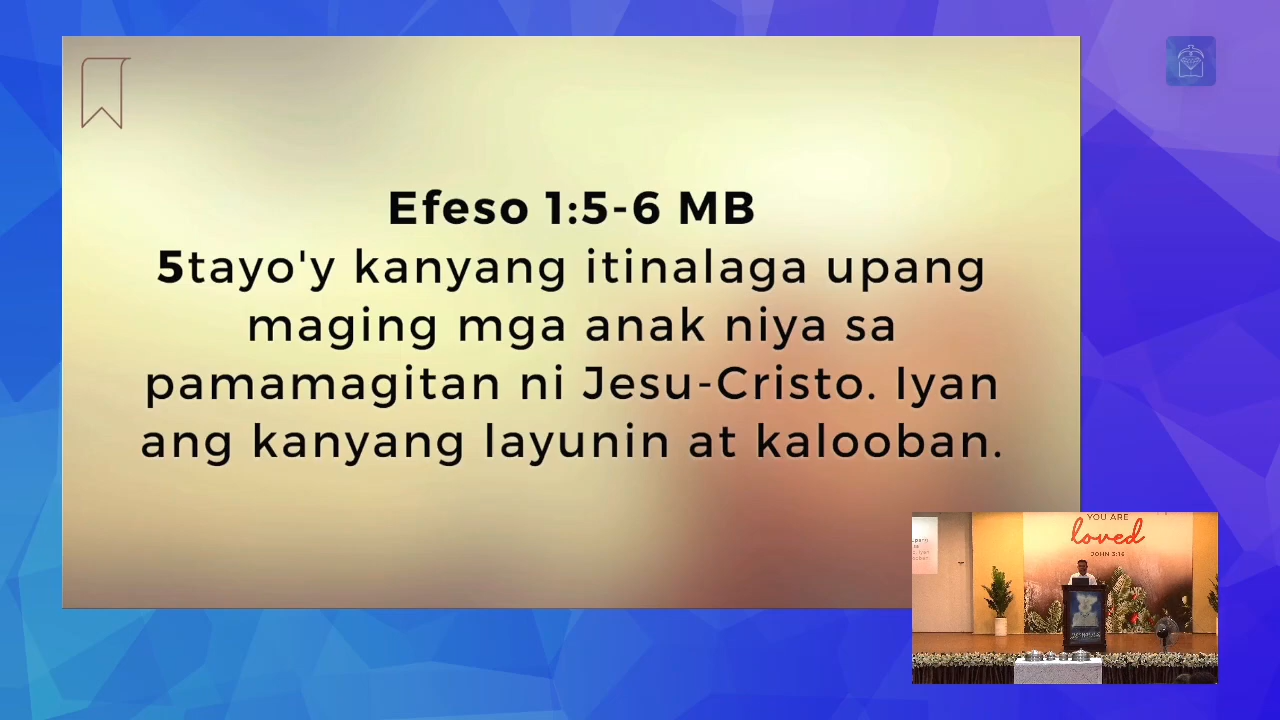 Efeso 1:5-6 MB
5tayo'y kanyang itinalaga upang
maging mga anak niya sa
pamamagitan ni Jesu-Cristo. Iyan
ang kanyang layunin at kalooban.
YOU ARE
loved
JOHN 3:16